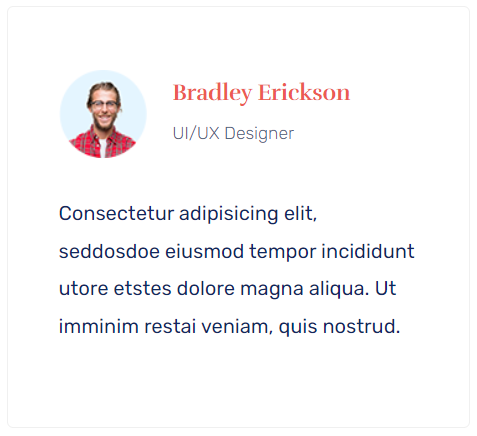 Bradley Erickson
UI/UX Designer
Consectetur adipisicing elit,
seddosdoe eiusmod tempor incididunt
utore etstes dolore magna aliqua. Ut
imminim restai veniam, quis nostrud.